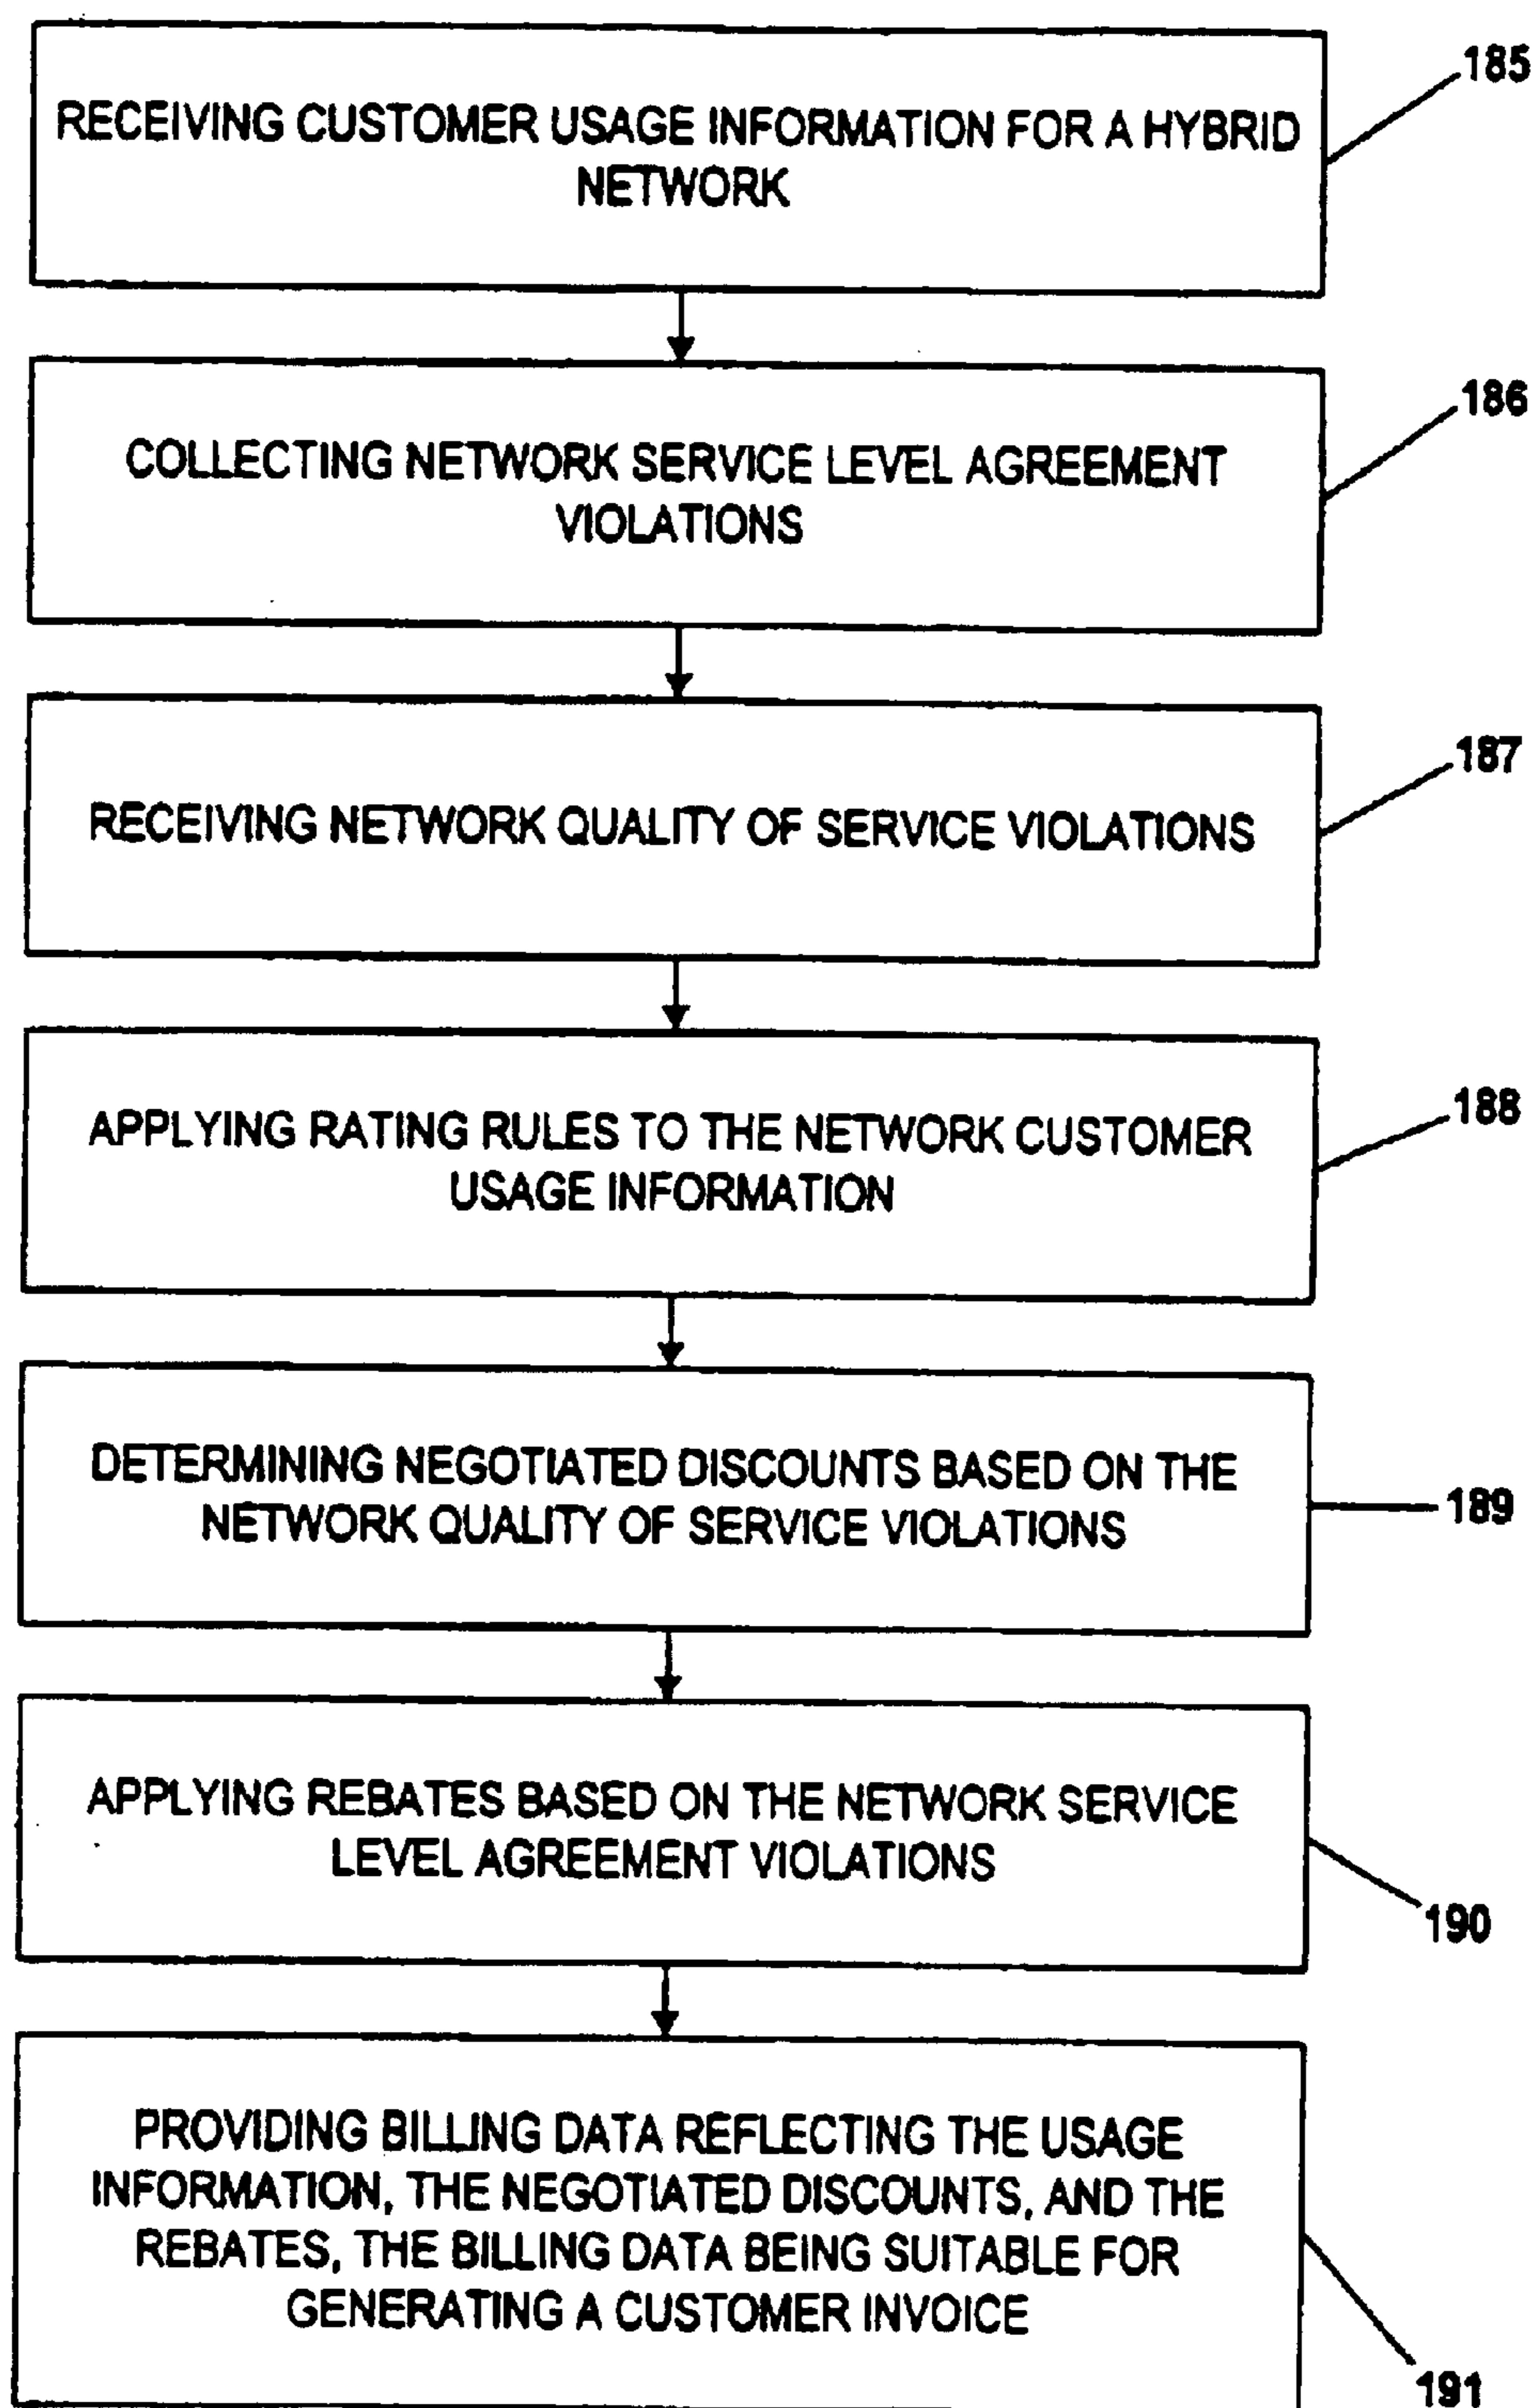 185
RECEIVING CUSTOMER USAGE INFORMATION FOR A HYBRID
NETWORK
186
COLLECTING NETWORK SERVICE LEVEL AGREEMENT
VIOLATIONS
187
RECEIVING NETWORK QUALITY OF SERVICE VIOLATIONS
188
APPLYING RATING RULES TO THE NETWORK CUSTOMER
USAGE INFORMATION
189
DETERMINING NEGOTIATED DISCOUNTS BASED ON THE
NETWORK QUALITY OF SERVICE VIOLATIONS
APPLYING REBATES BASED ON THE NETWORK SERVICE
LEVEL AGREEMENT VIOLATIONS
190
PROVIDING BILLING DATA REFLECTING THE USAGE
INFORMATION, THE NEGOTIATED DISCOUNTS, AND THE
REBATES, THE BILLING DATA BEING SUITABLE FOR
GENERATING A CUSTOMER INVOICE
191